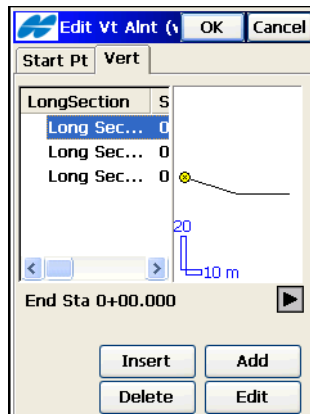 Edit Vt Alnt (v OK Cancel
Start Pt Vert
LongSection S
Long Sec... 0
Long Sec... 0
Long Sec... 0
20
10 m
End Sta 0+00.000
Insert Add
Delete Edit